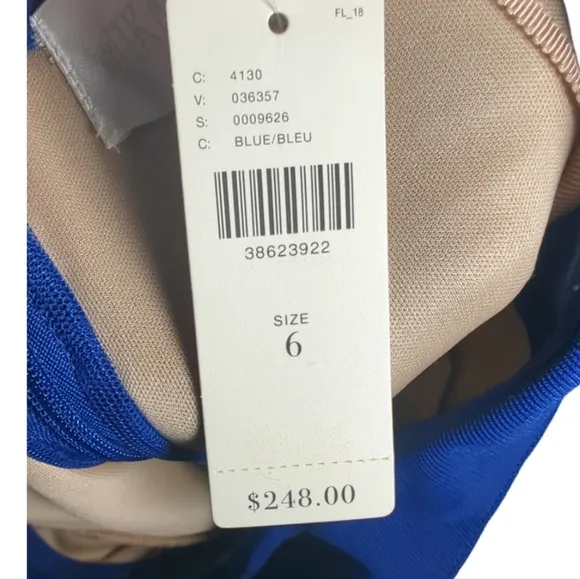 FL_18
C: 4130
V: 036357
S: 0009626
C: BLUE/BLEU
38623922
SIZE
6
$248.00